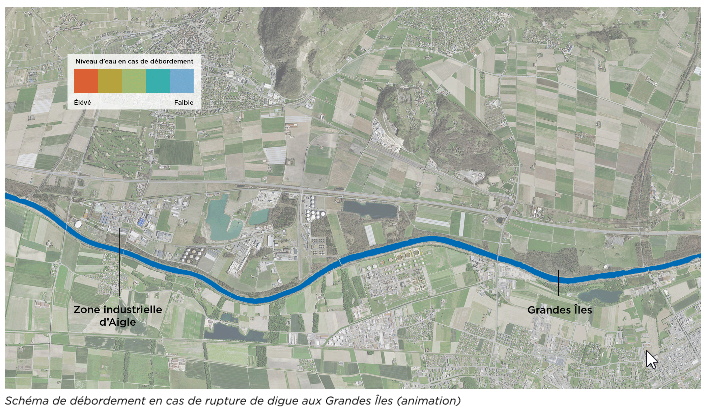 Niveau d'eau en cas de débordement
Élevé
Faible
Zone industrielle
d'Aigle
Grandes Îles
Schéma de débordement en cas de rupture de digue aux Grandes Îles (animation)